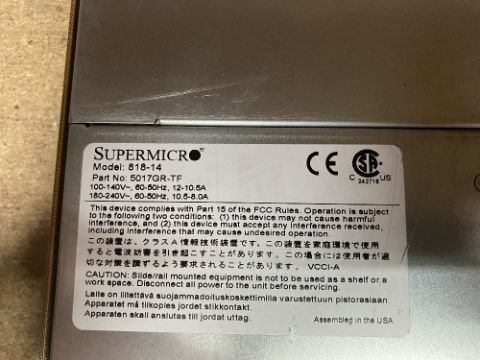 SUPERMICRO
Model: 818-14
Part No: 5017GR-TF
100-140V~, 60-50Hz, 12-10.5A
180-240V~, 60-50Hz, 10.5-8.0A
C US
242718
This device complies with Part 15 of the FCC Rules. Operation is subject
to the following two conditions: (1) this device may not cause harmful
interference, and (2) this device must accept any interference received,
including interference that may cause undesired operation.
この装置は、クラスA情報技術装置です。この装置を家庭環境で使用
すると電波妨害を引き起こすことがあります。この場合には使用者が適
切な対策を講ずるよう要求されることがあります。 VCCI-A
CAUTION: Slide/rail mounted equipment is not to be used as a shelf or a
work space. Disconnect all power to the unit before servicing.
Laite on liitettävä suojamaadoituskoskettimilla varustettuun pistorasiaan.
Apparatet må tilkoples jordet stikkontakt.
Apparaten skall anslutas till jordat uttag.
Assembled in the USA